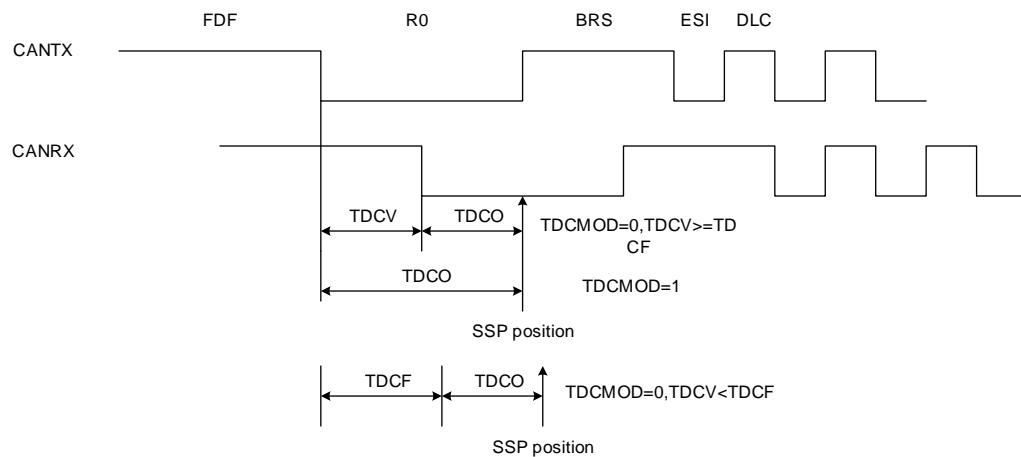 FDF R0 BRS ESI DLC
CANTX
CANRX
TDCV TDCO TDCMOD=0,TDCV>=TD
CF
TDCO TDCMOD=1
SSP position
TDCF TDCO TDCMOD=0,TDCV<TDCF
SSP position